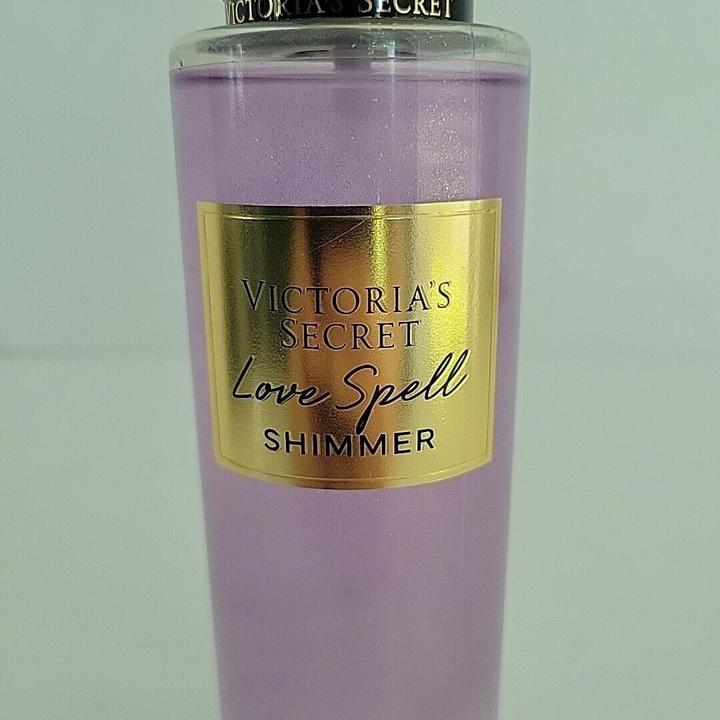 VICTORIA'S SECRET
VICTORIA'S
SECRET
Love Spell
SHIMMER